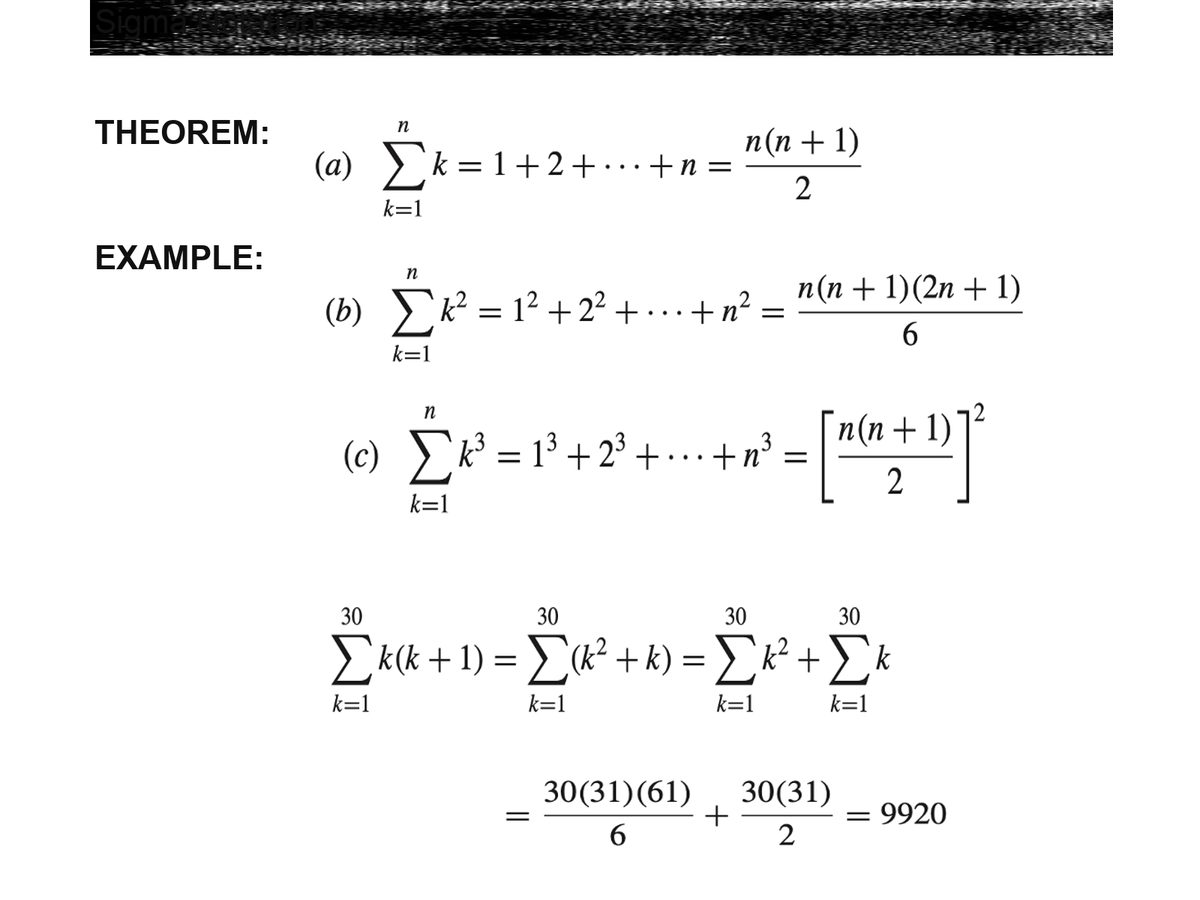 Sigma
THEOREM:
(a) ∑_{k=1}^{n} k = 1 + 2 + ⋯ + n = n(n + 1)/2
EXAMPLE:
(b) ∑_{k=1}^{n} k² = 1² + 2² + ⋯ + n² = n(n + 1)(2n + 1)/6
(c) ∑_{k=1}^{n} k³ = 1³ + 2³ + ⋯ + n³ = [n(n + 1)/2]²
∑_{k=1}^{30} k(k + 1) = ∑_{k=1}^{30} (k² + k) = ∑_{k=1}^{30} k² + ∑_{k=1}^{30} k
= 30(31)(61)/6 + 30(31)/2 = 9920